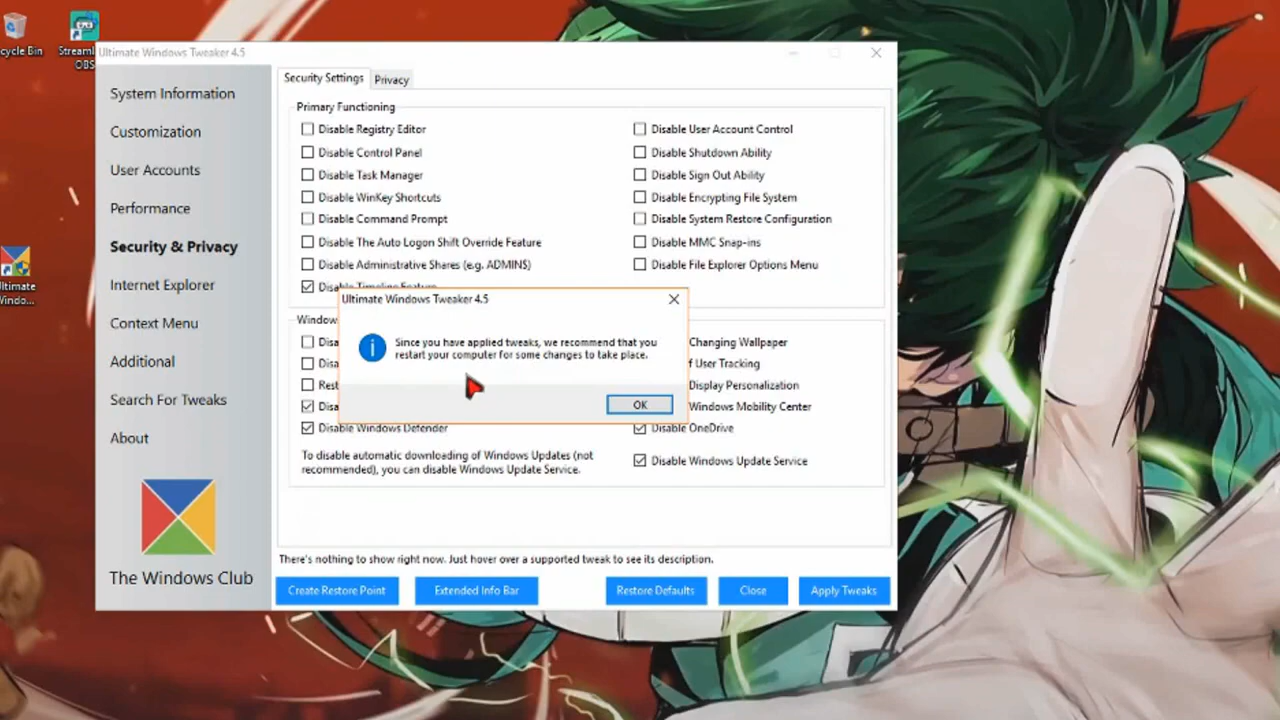 cycle Bin
Streaml
OBS
Ultimate
Windo...
Ultimate Windows Tweaker 4.5
System Information
Customization
User Accounts
Performance
Security & Privacy
Internet Explorer
Context Menu
Additional
Search For Tweaks
About
The Windows Club
Security Settings
Privacy
Primary Functioning
Disable Registry Editor
Disable User Account Control
Disable Control Panel
Disable Shutdown Ability
Disable Task Manager
Disable Sign Out Ability
Disable WinKey Shortcuts
Disable Encrypting File System
Disable Command Prompt
Disable System Restore Configuration
Disable The Auto Logon Shift Override Feature
Disable MMC Snap-ins
Disable Administrative Shares (e.g. ADMINS)
Disable File Explorer Options Menu
Disable Timeline Feature
Ultimate Windows Tweaker 4.5
Since you have applied tweaks, we recommend that you
restart your computer for some changes to take place.
OK
Window
Disa
Changing Wallpaper
Disa
f User Tracking
Rest
Display Personalization
Disa
Windows Mobility Center
Disable Windows Defender
Disable OneDrive
To disable automatic downloading of Windows Updates (not
recommended), you can disable Windows Update Service.
Disable Windows Update Service
There's nothing to show right now. Just hover over a supported tweak to see its description.
Create Restore Point
Extended Info Bar
Restore Defaults
Close
Apply Tweaks